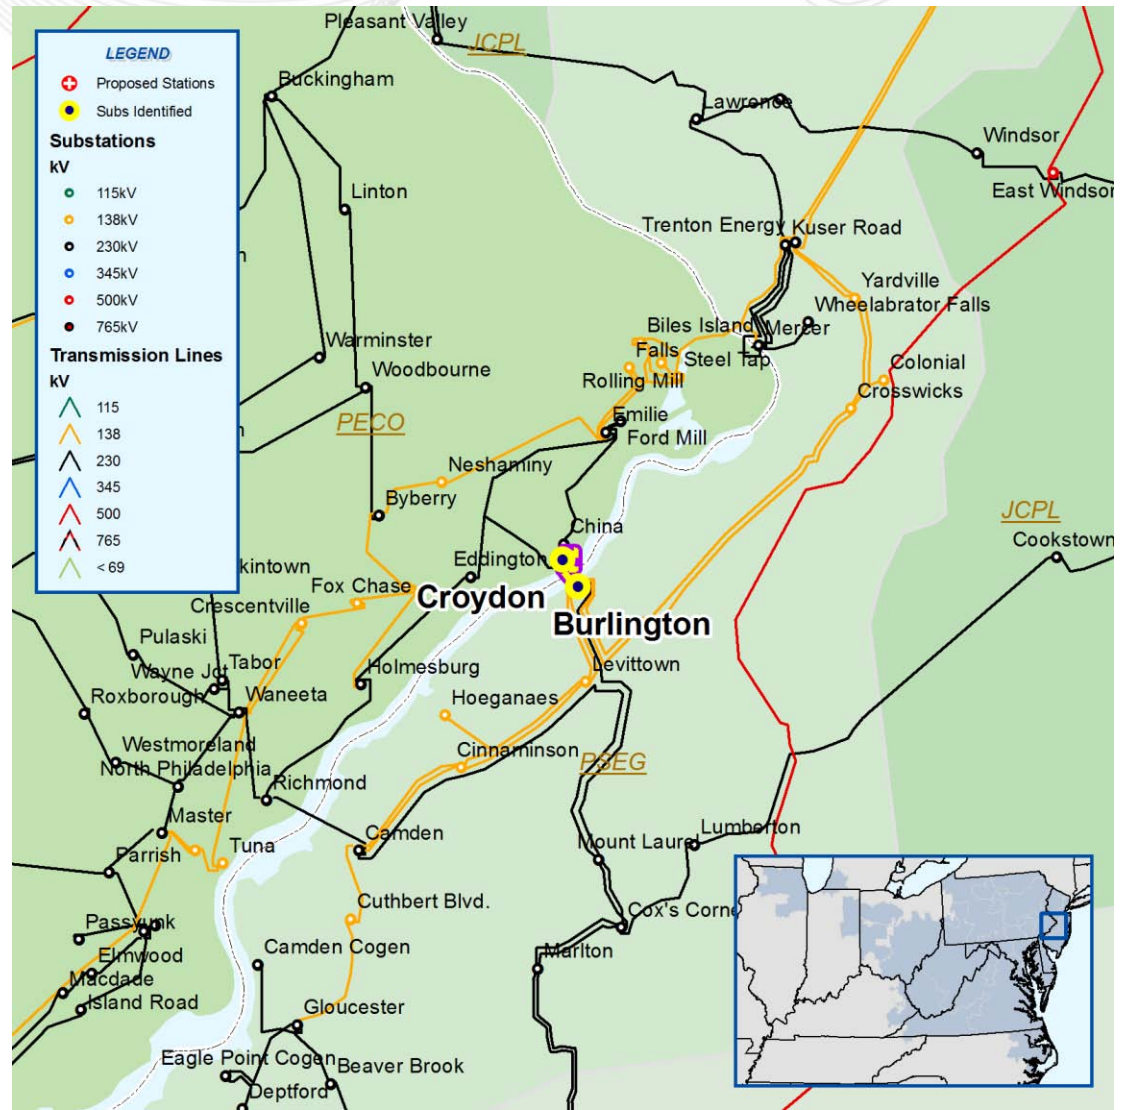 LEGEND
Proposed Stations
Subs Identified
Substations
kV
115kV
138kV
230kV
345kV
500kV
765kV
Transmission Lines
kV
115
138
230
345
500
765
< 69
Pleasant Valley
JCPL
Buckingham
Lawrence
Windsor
East Windsor
Linton
Trenton Energy
Kuser Road
Yardville
Wheelabrator Falls
Biles Island
Mercer
Warminster
Falls
Steel Tap
Woodbourne
Rolling Mill
Colonial
Crosswicks
PECO
Emilie
Ford Mill
Neshaminy
Byberry
JCPL
China
Cookstown
Eddington
kintown
Fox Chase
Croydon
Crescentville
Burlington
Pulaski
Tabor
Wayne Jct
Holmesburg
Levittown
Roxborough
Waneeta
Hoeganaes
Westmoreland
Cinnaminson
PSEG
North Philadelphia
Richmond
Master
Camden
Lumberton
Parrish
Tuna
Mount Laurel
Passyunk
Cuthbert Blvd.
Cox's Corne
Elmwood
Camden Cogen
Marlton
Macdade
Island Road
Gloucester
Eagle Point Cogen
Beaver Brook
Deptford